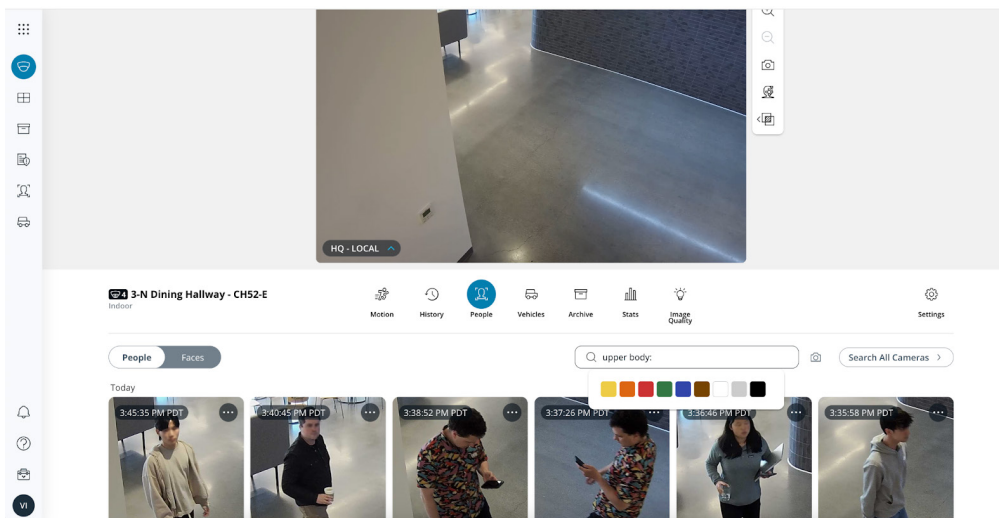 HQ - LOCAL
4 3-N Dining Hallway - CH52-E
Indoor
Motion
History
People
Vehicles
Archive
Stats
Image Quality
Settings
People
Faces
upper body:
Search All Cameras
Today
3:45:35 PM PDT
3:40:45 PM PDT
3:38:52 PM PDT
3:37:26 PM PDT
3:36:46 PM PDT
3:35:58 PM PDT
VI